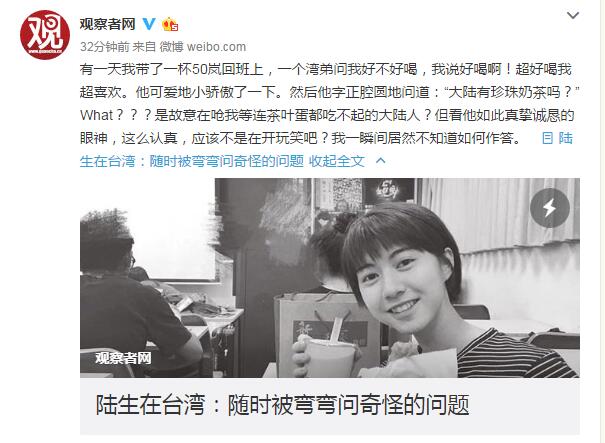 观察者网
32分钟前 来自 微博 weibo.com
有一天我带了一杯50岚回班上，一个湾弟问我好不好喝，我说好喝啊！超好喝我
超喜欢。他可爱地小骄傲了一下。然后他字正腔圆地问道：“大陆有珍珠奶茶吗？”
What？？？是故意在呛我等连茶叶蛋都吃不起的大陆人？但看他如此真挚诚恳的
眼神，这么认真，应该不是在开玩笑吧？我一瞬间居然不知道如何作答。 陆
生在台湾：随时被弯弯问奇怪的问题 收起全文
观察者网
陆生在台湾：随时被弯弯问奇怪的问题